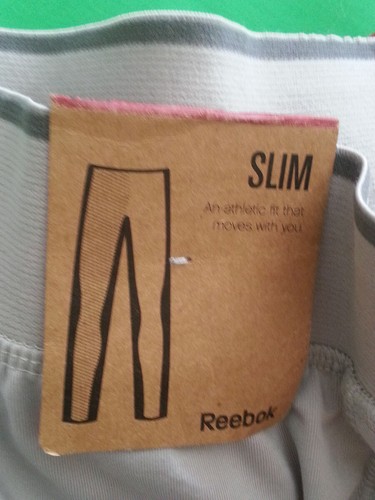 SLIM
An athletic fit that
moves with you.
Reebok